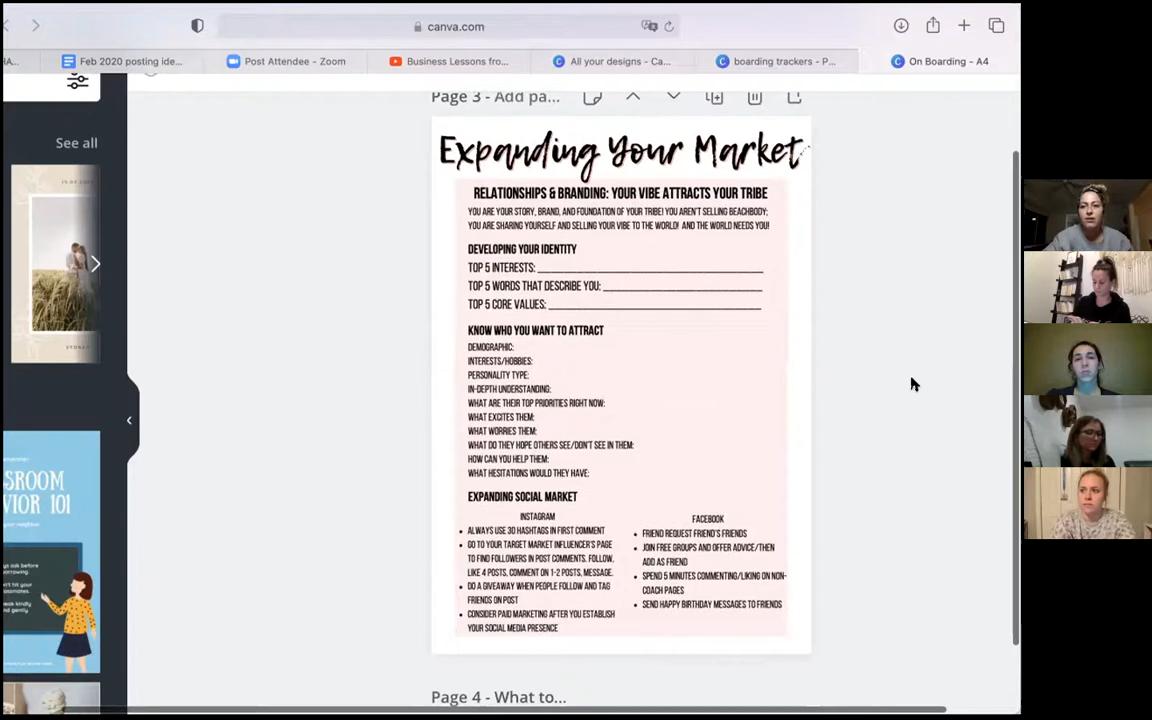 canva.com
HA...
Feb 2020 posting ide...
Post Attendee - Zoom
Business Lessons fro...
All your designs - Ca...
boarding trackers - P...
On Boarding - A4
See all
Page 3 - Add pa...
Expanding Your Market
RELATIONSHIPS & BRANDING: YOUR VIBE ATTRACTS YOUR TRIBE
YOU ARE YOUR STORY, BRAND, AND FOUNDATION OF YOUR TRIBE! YOU AREN'T SELLING BEACHBODY;
YOU ARE SHARING YOURSELF AND SELLING YOUR VIBE TO THE WORLD! AND THE WORLD NEEDS YOU!
DEVELOPING YOUR IDENTITY
TOP 5 INTERESTS:
TOP 5 WORDS THAT DESCRIBE YOU:
TOP 5 CORE VALUES:
KNOW WHO YOU WANT TO ATTRACT
DEMOGRAPHIC:
INTERESTS/HOBBIES:
PERSONALITY TYPE:
IN-DEPTH UNDERSTANDING:
WHAT ARE THEIR TOP PRIORITIES RIGHT NOW:
WHAT EXCITES THEM:
WHAT WORRIES THEM:
WHAT DO THEY HOPE OTHERS SEE/DON'T SEE IN THEM:
HOW CAN YOU HELP THEM:
WHAT HESITATIONS WOULD THEY HAVE:
EXPANDING SOCIAL MARKET
INSTAGRAM
• ALWAYS USE 30 HASHTAGS IN FIRST COMMENT
• GO TO YOUR TARGET MARKET INFLUENCER'S PAGE
TO FIND FOLLOWERS IN POST COMMENTS. FOLLOW,
LIKE 4 POSTS, COMMENT ON 1-2 POSTS, MESSAGE.
• DO A GIVEAWAY WHEN PEOPLE FOLLOW AND TAG
FRIENDS ON POST
• CONSIDER PAID MARKETING AFTER YOU ESTABLISH
YOUR SOCIAL MEDIA PRESENCE
FACEBOOK
• FRIEND REQUEST FRIEND'S FRIENDS
• JOIN FREE GROUPS AND OFFER ADVICE/THEN
ADD AS FRIEND
• SPEND 5 MINUTES COMMENTING/LIKING ON NON-
COACH PAGES
• SEND HAPPY BIRTHDAY MESSAGES TO FRIENDS
Page 4 - What to...
SROOM
VIOR 101